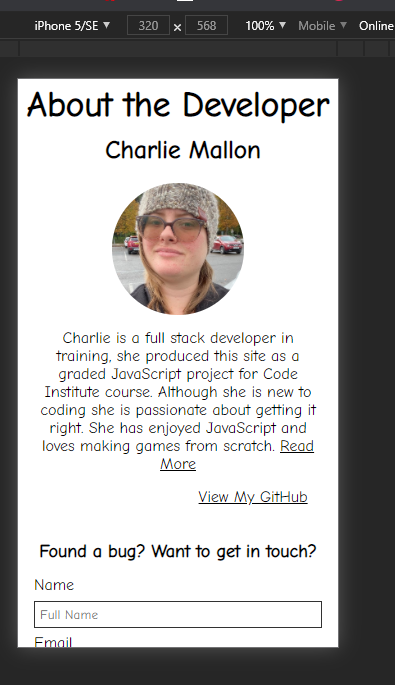 iPhone 5/SE ▼ 320 × 568 100% ▼ Mobile ▼ Online
About the Developer
Charlie Mallon
Charlie is a full stack developer in
training, she produced this site as a
graded JavaScript project for Code
Institute course. Although she is new to
coding she is passionate about getting it
right. She has enjoyed JavaScript and
loves making games from scratch. Read
More
View My GitHub
Found a bug? Want to get in touch?
Name
Full Name
Email